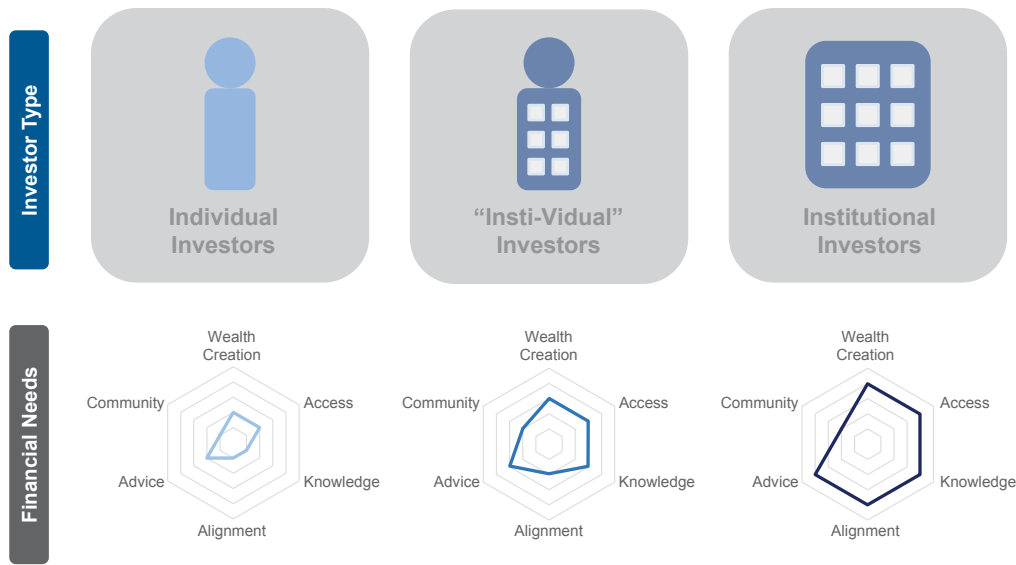 Investor Type
Individual
Investors
“Insti-Vidual”
Investors
Institutional
Investors
Financial Needs
Wealth
Creation
Community
Access
Advice
Knowledge
Alignment
Wealth
Creation
Community
Access
Advice
Knowledge
Alignment
Wealth
Creation
Community
Access
Advice
Knowledge
Alignment